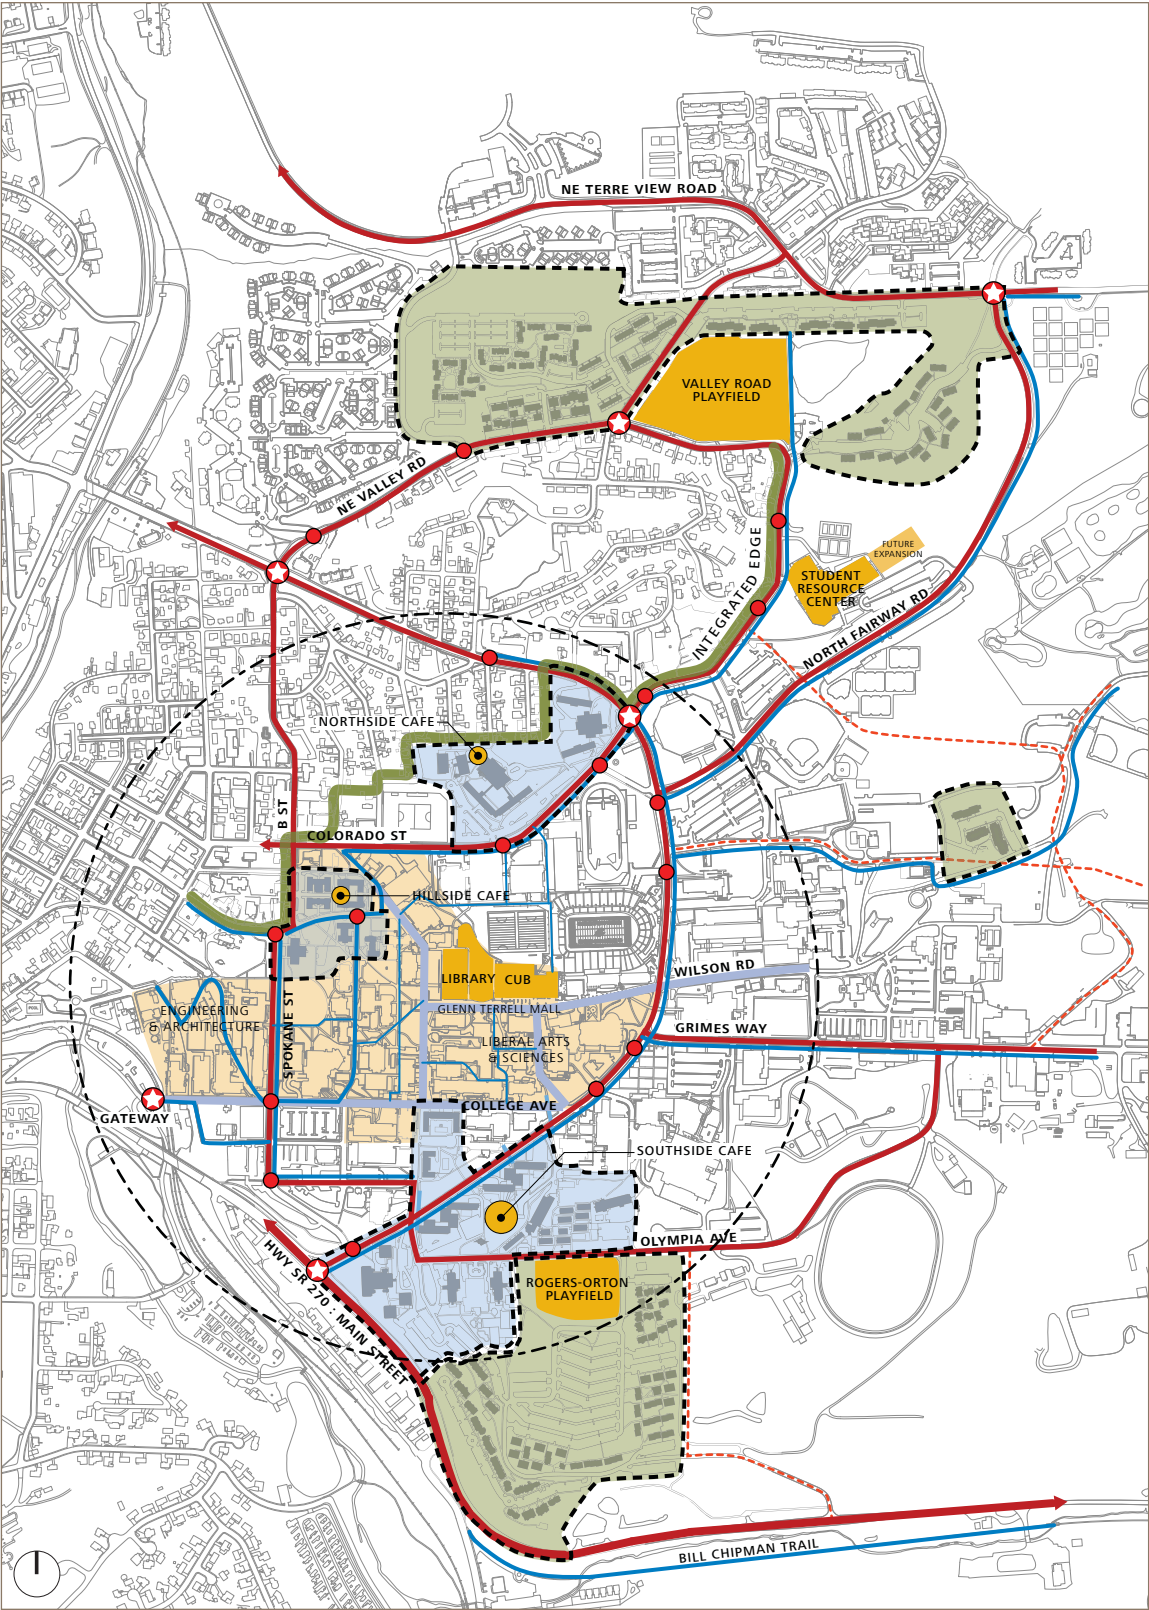 NE TERRE VIEW ROAD
VALLEY ROAD
PLAYFIELD
NE VALLEY RD
INTEGRATED EDGE
FUTURE
EXPANSION
STUDENT
RESOURCE
CENTER
NORTH FAIRWAY RD
NORTHSIDE CAFE
B ST
COLORADO ST
HILLSIDE CAFE
LIBRARY
CUB
WILSON RD
GLENN TERRELL MALL
ENGINEERING
& ARCHITECTURE
SPOKANE ST
LIBERAL ARTS
& SCIENCES
GRIMES WAY
GATEWAY
COLLEGE AVE
SOUTHSIDE CAFE
OLYMPIA AVE
HWY SR 270 : MAIN STREET
ROGERS-ORTON
PLAYFIELD
BILL CHIPMAN TRAIL